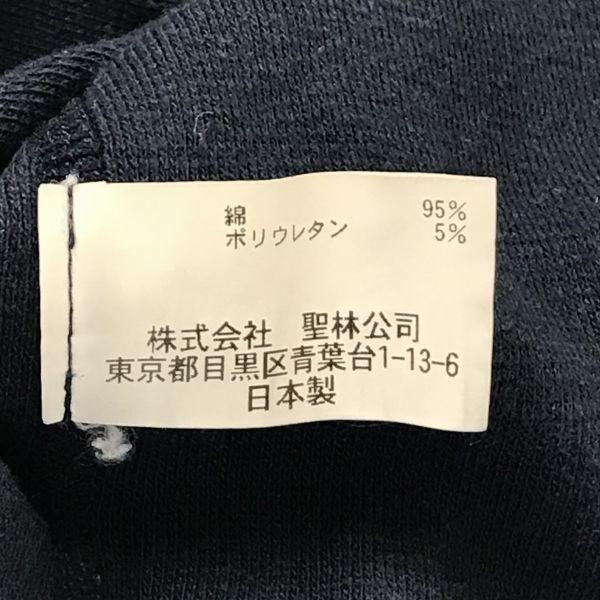 綿 95%
ポリウレタン 5%
株式会社 聖林公司
東京都目黒区青葉台1-13-6
日本製